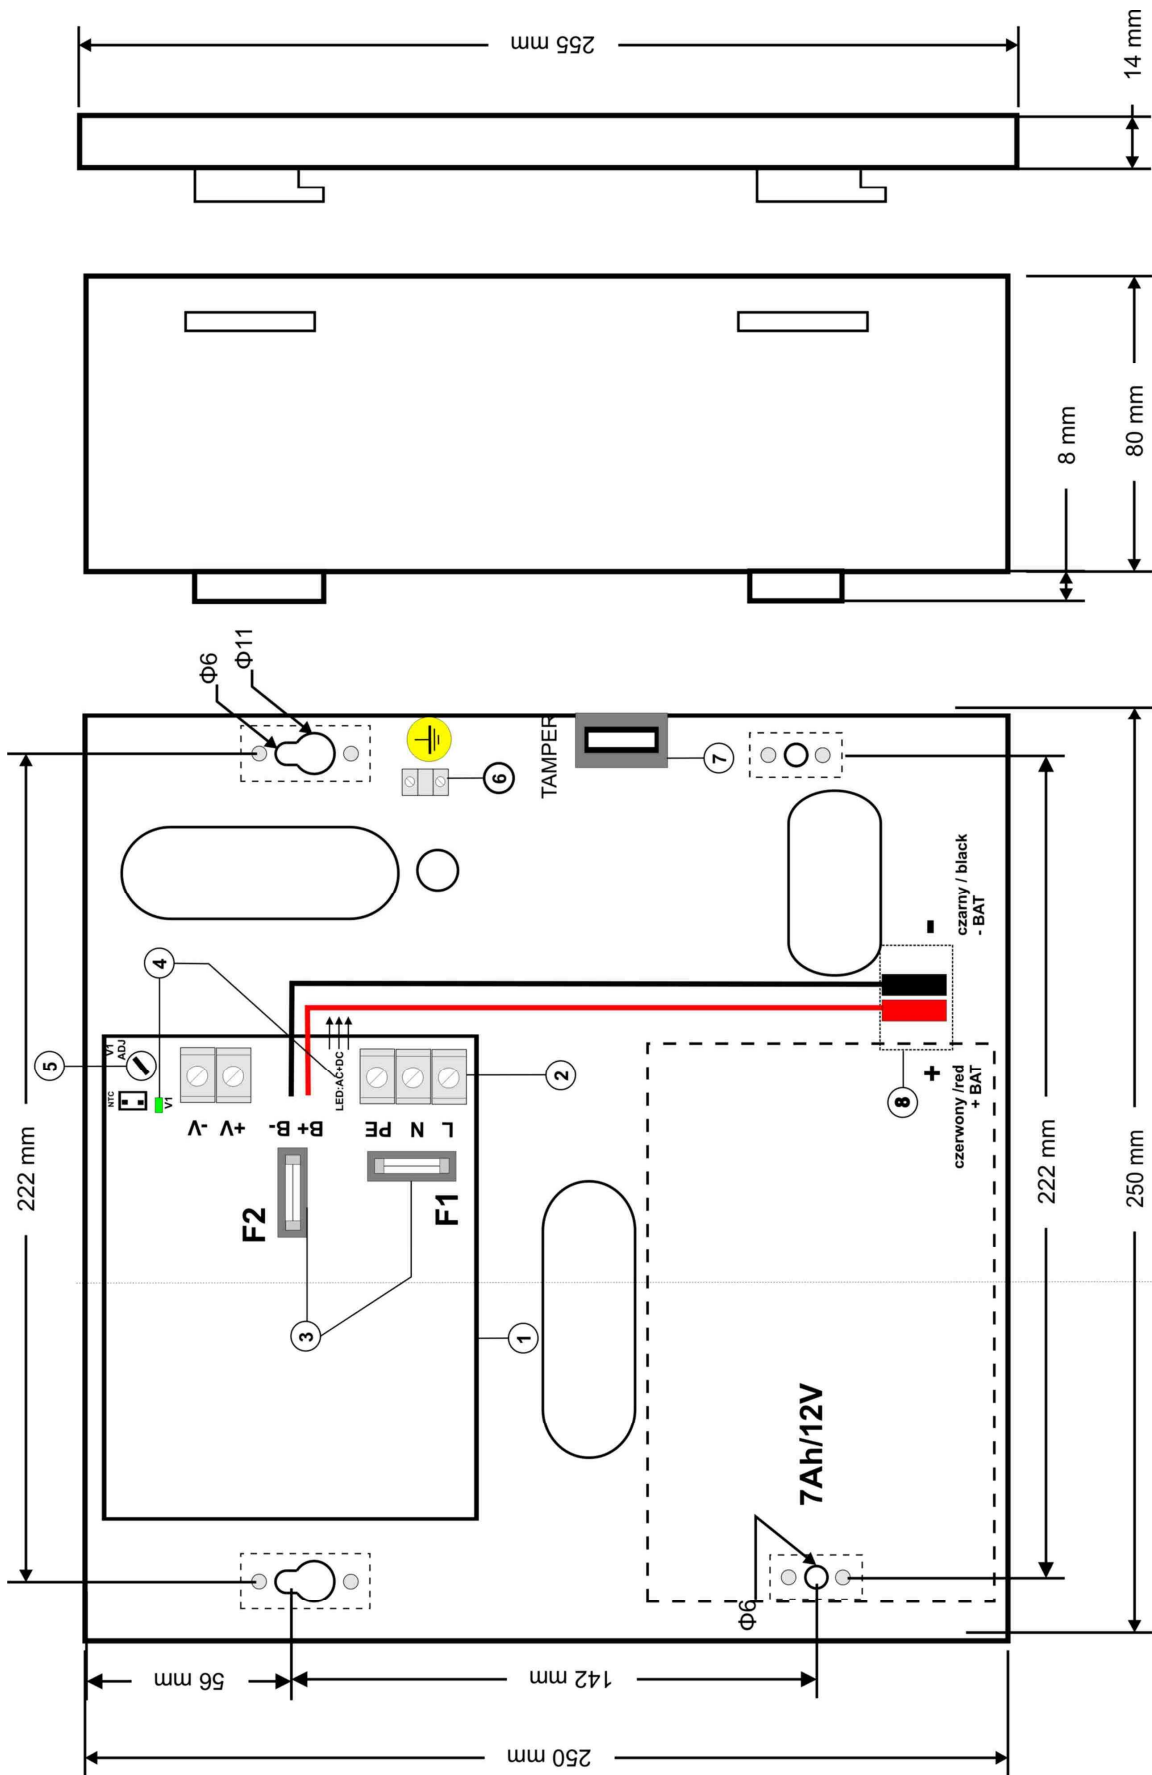 255 mm
14 mm
80 mm
8 mm
Φ6
Φ11
TAMPER
6
7
222 mm
4
5
V1
ADJ
NTC
V1
-V
+V
B-
B+
LED:AC+DC
PE
N
L
2
F2
F1
3
1
-
czarny / black
- BAT
+
czerwony /red
+ BAT
8
7Ah/12V
Φ6
222 mm
250 mm
56 mm
142 mm
250 mm